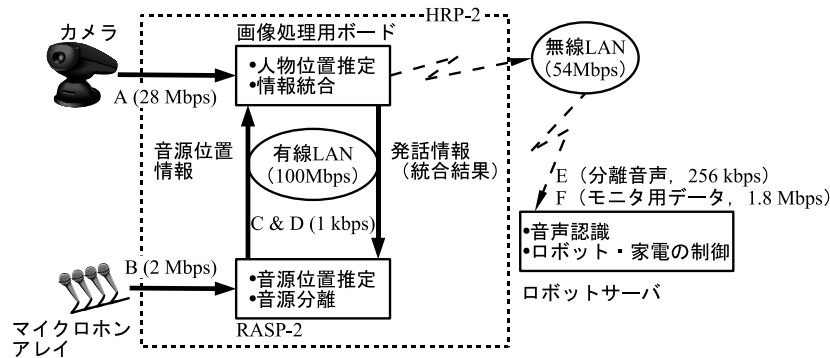 HRP-2
カメラ
画像処理用ボード
•人物位置推定
•情報統合
無線LAN
(54Mbps)
A (28 Mbps)
音源位置
情報
有線LAN
(100Mbps)
発話情報
(統合結果)
C & D (1 kbps)
E(分離音声，256 kbps)
F(モニタ用データ，1.8 Mbps)
•音声認識
•ロボット・家電の制御
ロボットサーバ
B (2 Mbps)
•音源位置推定
•音源分離
RASP-2
マイクロホン
アレイ